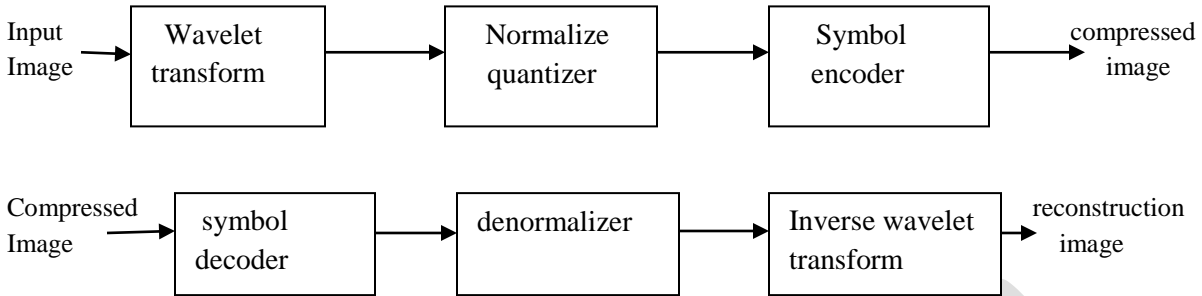 Input
Image
Wavelet
transform
Normalize
quantizer
Symbol
encoder
compressed
image
Compressed
Image
symbol
decoder
denormalizer
Inverse wavelet
transform
reconstruction
image